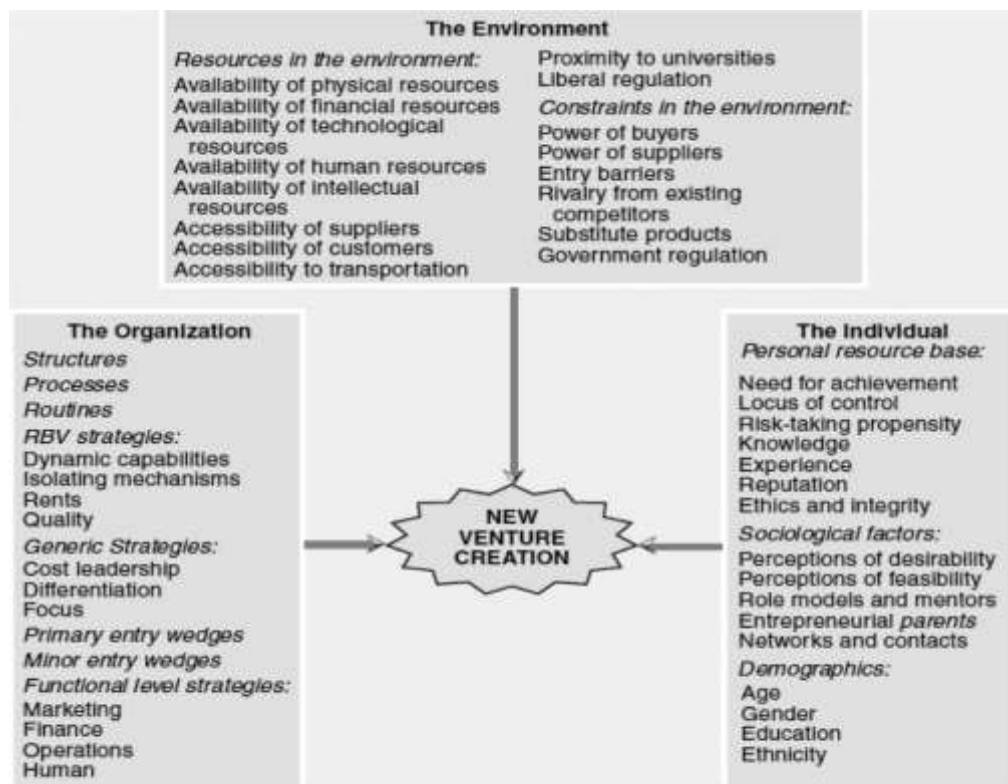 The Environment
Resources in the environment:
Availability of physical resources
Availability of financial resources
Availability of technological
resources
Availability of human resources
Availability of intellectual
resources
Accessibility of suppliers
Accessibility of customers
Accessibility to transportation
Proximity to universities
Liberal regulation
Constraints in the environment:
Power of buyers
Power of suppliers
Entry barriers
Rivalry from existing
competitors
Substitute products
Government regulation
The Organization
Structures
Processes
Routines
RBV strategies:
Dynamic capabilities
Isolating mechanisms
Rents
Quality
Generic Strategies:
Cost leadership
Differentiation
Focus
Primary entry wedges
Minor entry wedges
Functional level strategies:
Marketing
Finance
Operations
Human
NEW
VENTURE
CREATION
The Individual
Personal resource base:
Need for achievement
Locus of control
Risk-taking propensity
Knowledge
Experience
Reputation
Ethics and integrity
Sociological factors:
Perceptions of desirability
Perceptions of feasibility
Role models and mentors
Entrepreneurial parents
Networks and contacts
Demographics:
Age
Gender
Education
Ethnicity